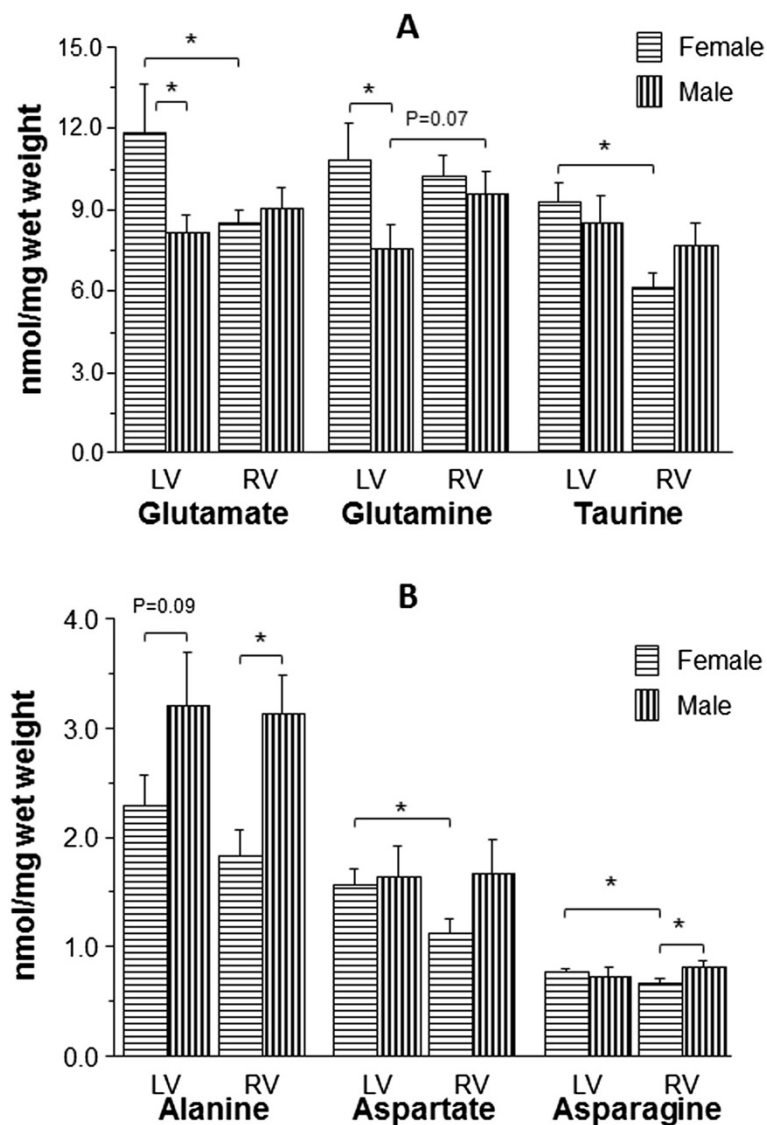 A
15.0
12.0
9.0
6.0
3.0
0.0
nmol/mg wet weight
Female
Male
*
*
*
P=0.07
*
LV RV LV RV LV RV
Glutamate Glutamine Taurine
B
4.0
3.0
2.0
1.0
0.0
nmol/mg wet weight
Female
Male
P=0.09
*
*
*
*
LV RV LV RV LV RV
Alanine Aspartate Asparagine